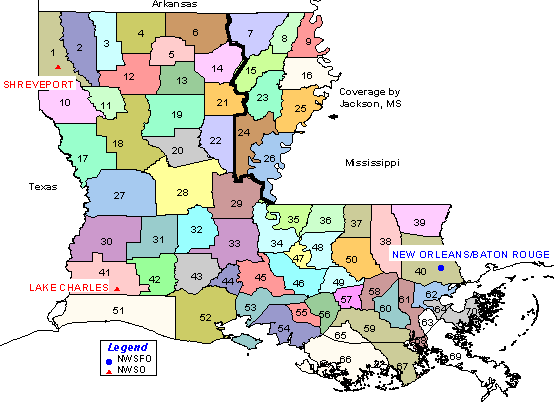 Arkansas
1 2 3 4 5 6 7 8 9
SHREVEPORT
10 11 12 13 14 15 16
Coverage by
Jackson, MS
17 18 19 20 21 22 23 24 25 26
Mississippi
Texas
27 28 29
30 31 32 33 34 35 36 37 38 39
NEW ORLEANS/BATON ROUGE
40
41 42 43 44 45 46 47 48 49 50
LAKE CHARLES
51 52 53 54 55 56 57 58 59 60 61 62 63 64 70
65 66 67 68 69
Legend
NWSFO
NWSO